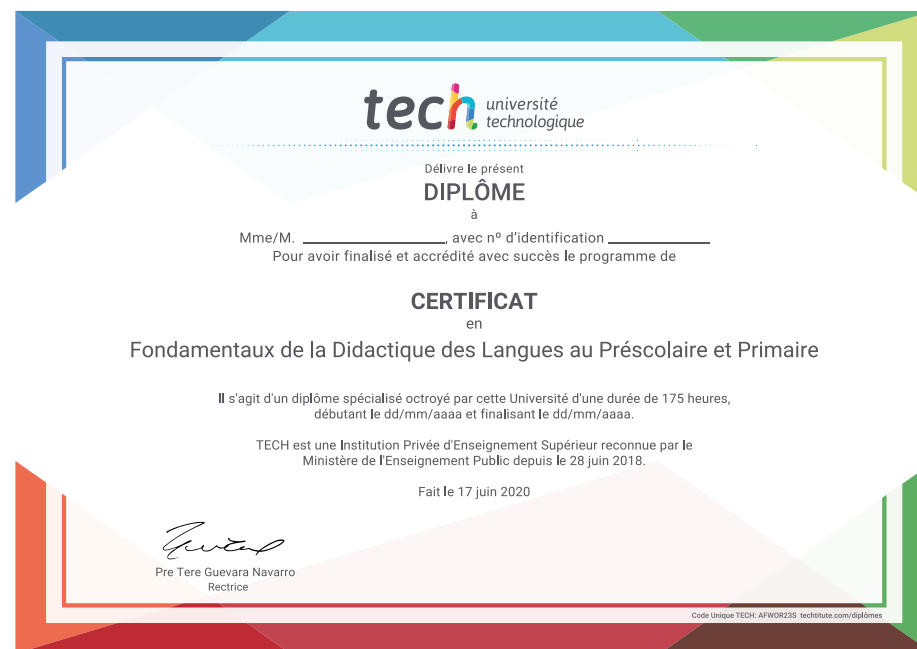 tech université
technologique
Délivre le présent
DIPLÔME
à
Mme/M. ____________________, avec nº d'identification ______________
Pour avoir finalisé et accrédité avec succès le programme de
CERTIFICAT
en
Fondamentaux de la Didactique des Langues au Préscolaire et Primaire
Il s'agit d'un diplôme spécialisé octroyé par cette Université d'une durée de 175 heures,
débutant le dd/mm/aaaa et finalisant le dd/mm/aaaa.
TECH est une Institution Privée d'Enseignement Supérieur reconnue par le
Ministère de l'Enseignement Public depuis le 28 juin 2018.
Fait le 17 juin 2020
Pre Tere Guevara Navarro
Rectrice
Code Unique TECH: AFWOR23S techtitute.com/diplômes